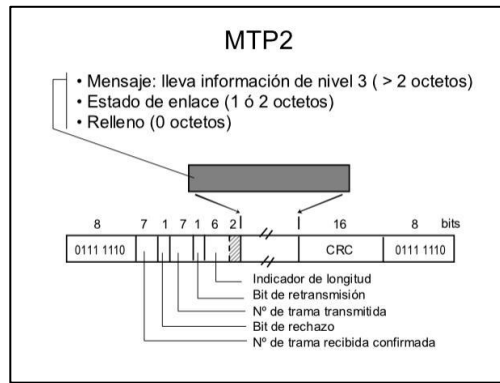 MTP2
• Mensaje: lleva información de nivel 3 ( > 2 octetos)
• Estado de enlace (1 ó 2 octetos)
• Relleno (0 octetos)
8 7 1 7 1 6 2 16 8 bits
0111 1110 CRC 0111 1110
Indicador de longitud
Bit de retransmisión
Nº de trama transmitida
Bit de rechazo
Nº de trama recibida confirmada